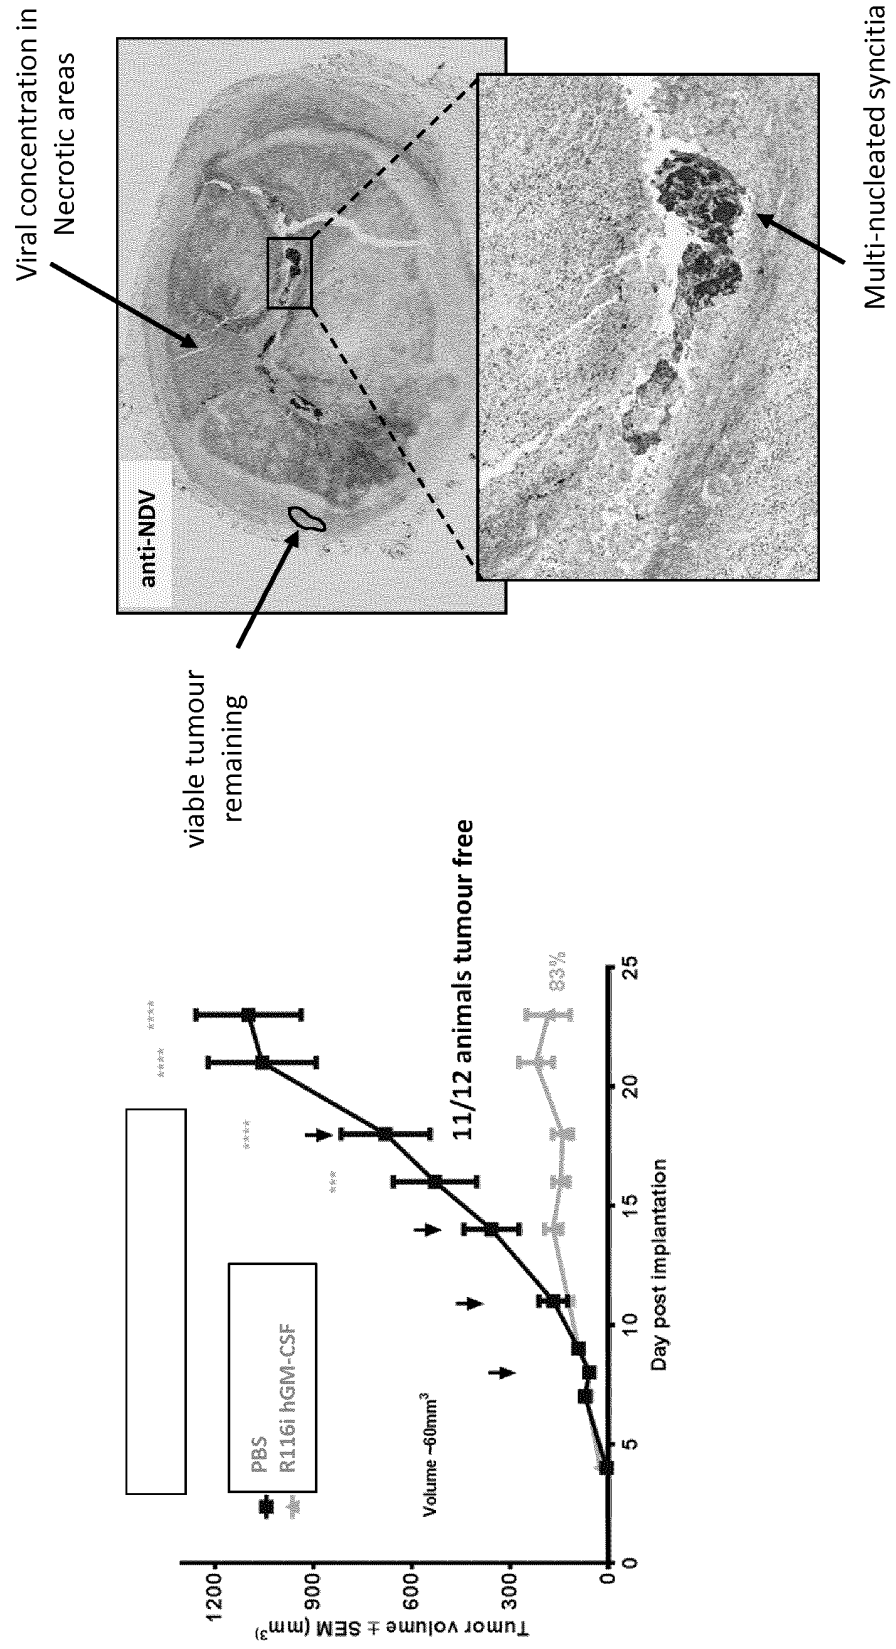 PBS
R116i hGM-CSF
Volume ~60mm³
****
****
****
***
11/12 animals tumour free
83%
Tumor volume ± SEM (mm³)
1200
900
600
300
0
0
5
10
15
20
25
Day post implantation
viable tumour
remaining
Viral concentration in
Necrotic areas
anti-NDV
Multi-nucleated syncitia